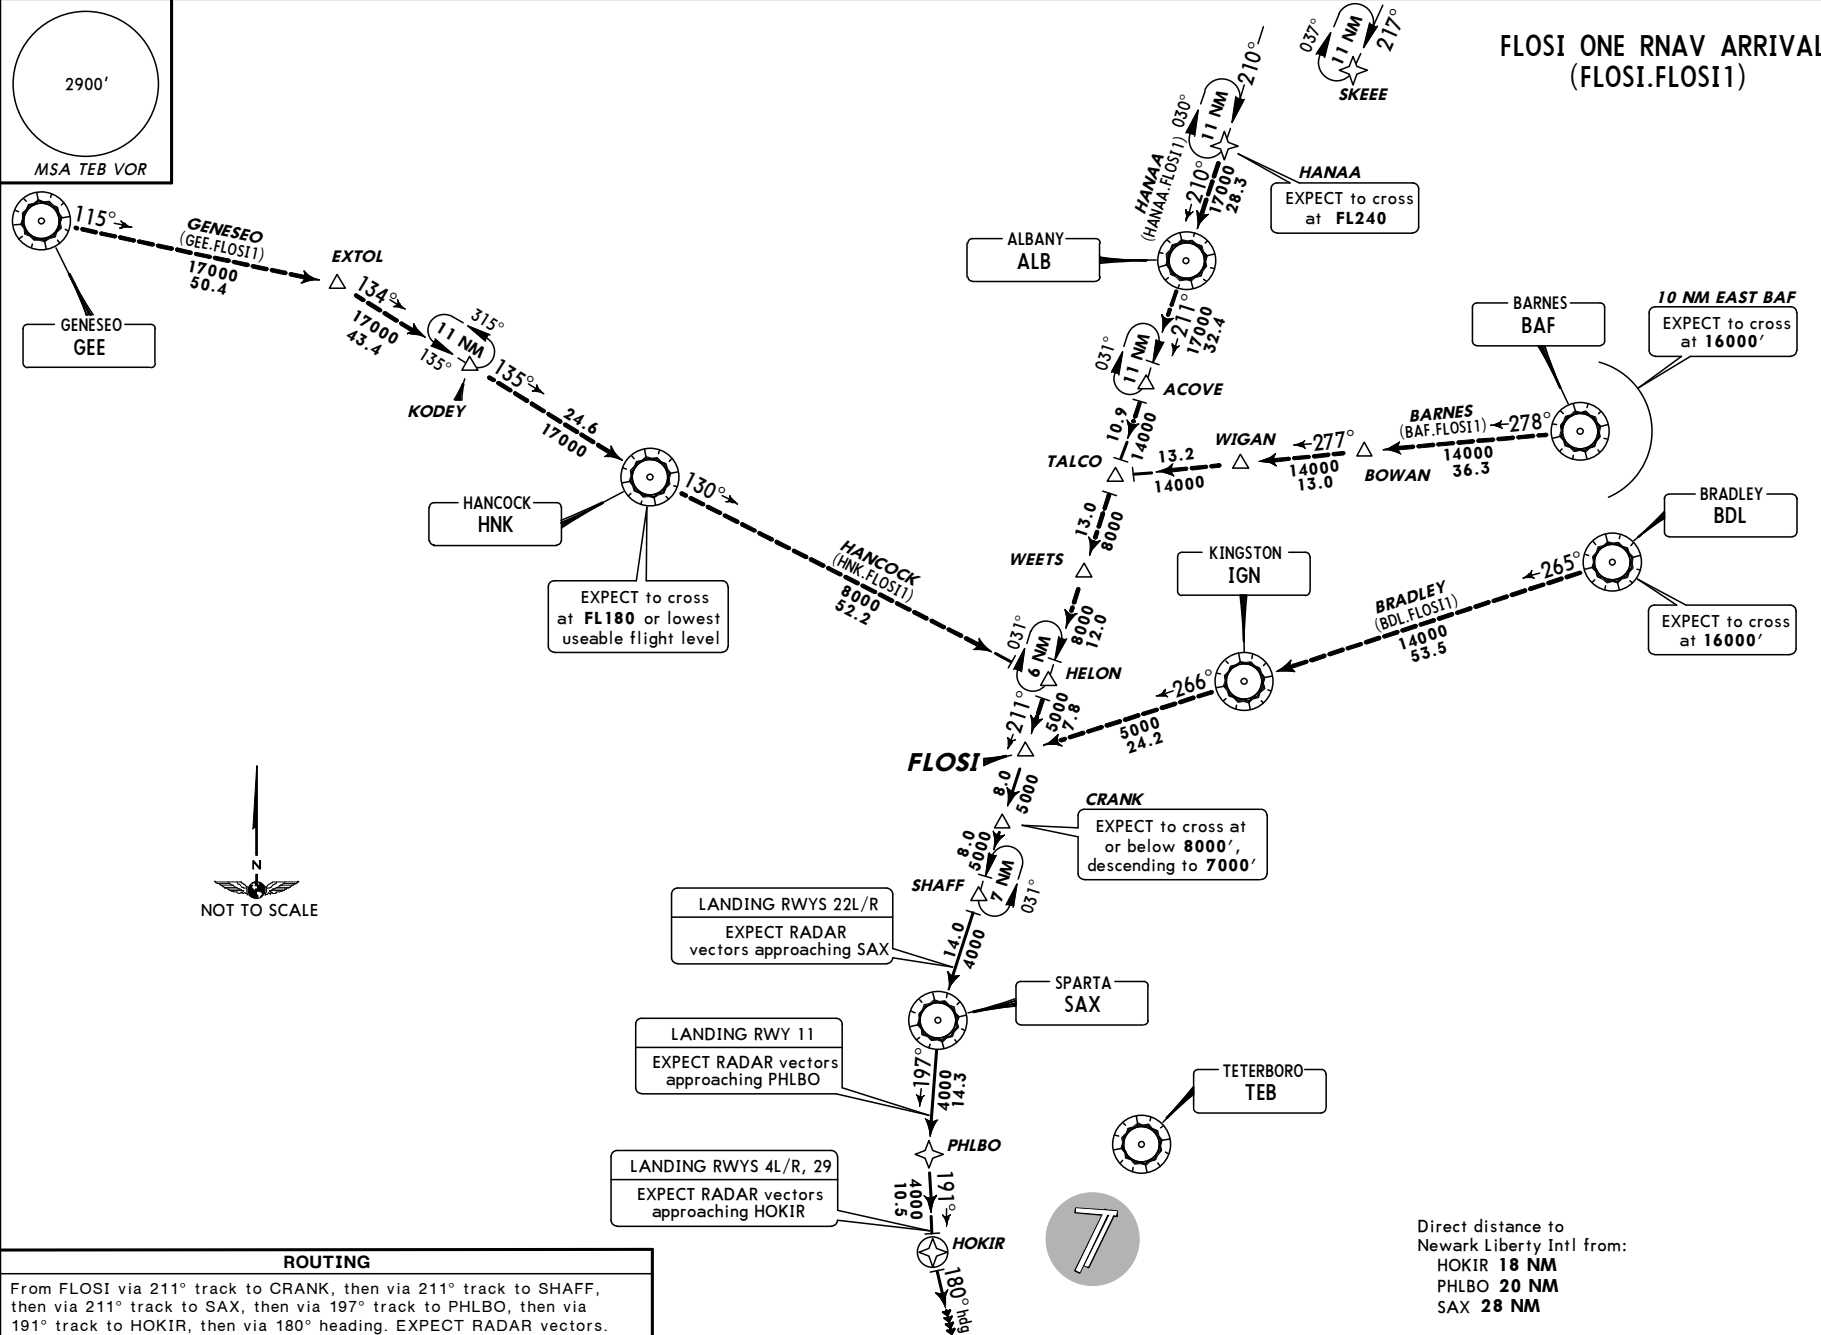 FLOSI ONE RNAV ARRIVAL
(FLOSI.FLOSI1)
2900'
MSA TEB VOR
037°
11 NM
217°
SKEEE
210°
030°
11 NM
HANAA
(HANAA.FLOSI1)
210°
17000
28.3
HANAA
EXPECT to cross
at FL240
115°
GENESEO
(GEE.FLOSI1)
17000
50.4
GENESEO
GEE
EXTOL
134°
17000
43.4
315°
11 NM
135°
KODEY
135°
24.6
17000
HANCOCK
HNK
EXPECT to cross
at FL180 or lowest
useable flight level
130°
HANCOCK
(HNK.FLOSI1)
8000
52.2
ALBANY
ALB
211°
17000
32.4
031°
11 NM
ACOVE
10.9
14000
TALCO
13.2
14000
WIGAN
277°
14000
13.0
BOWAN
BARNES
(BAF.FLOSI1)
278°
14000
36.3
BARNES
BAF
10 NM EAST BAF
EXPECT to cross
at 16000'
13.0
8000
WEETS
8000
12.0
031°
6 NM
HELON
KINGSTON
IGN
BRADLEY
BDL
265°
BRADLEY
(BDL.FLOSI1)
14000
53.5
EXPECT to cross
at 16000'
266°
5000
24.2
211°
5000
7.8
FLOSI
8.0
5000
CRANK
EXPECT to cross at
or below 8000',
descending to 7000'
8.0
5000
7 NM
031°
SHAFF
N
NOT TO SCALE
LANDING RWYS 22L/R
EXPECT RADAR
vectors approaching SAX
14.0
4000
SPARTA
SAX
LANDING RWY 11
EXPECT RADAR vectors
approaching PHLBO
197°
4000
14.3
TETERBORO
TEB
PHLBO
LANDING RWYS 4L/R, 29
EXPECT RADAR vectors
approaching HOKIR
191°
4000
10.5
HOKIR
180° hdg
Direct distance to
Newark Liberty Intl from:
HOKIR 18 NM
PHLBO 20 NM
SAX 28 NM
ROUTING
From FLOSI via 211° track to CRANK, then via 211° track to SHAFF,
then via 211° track to SAX, then via 197° track to PHLBO, then via
191° track to HOKIR, then via 180° heading. EXPECT RADAR vectors.